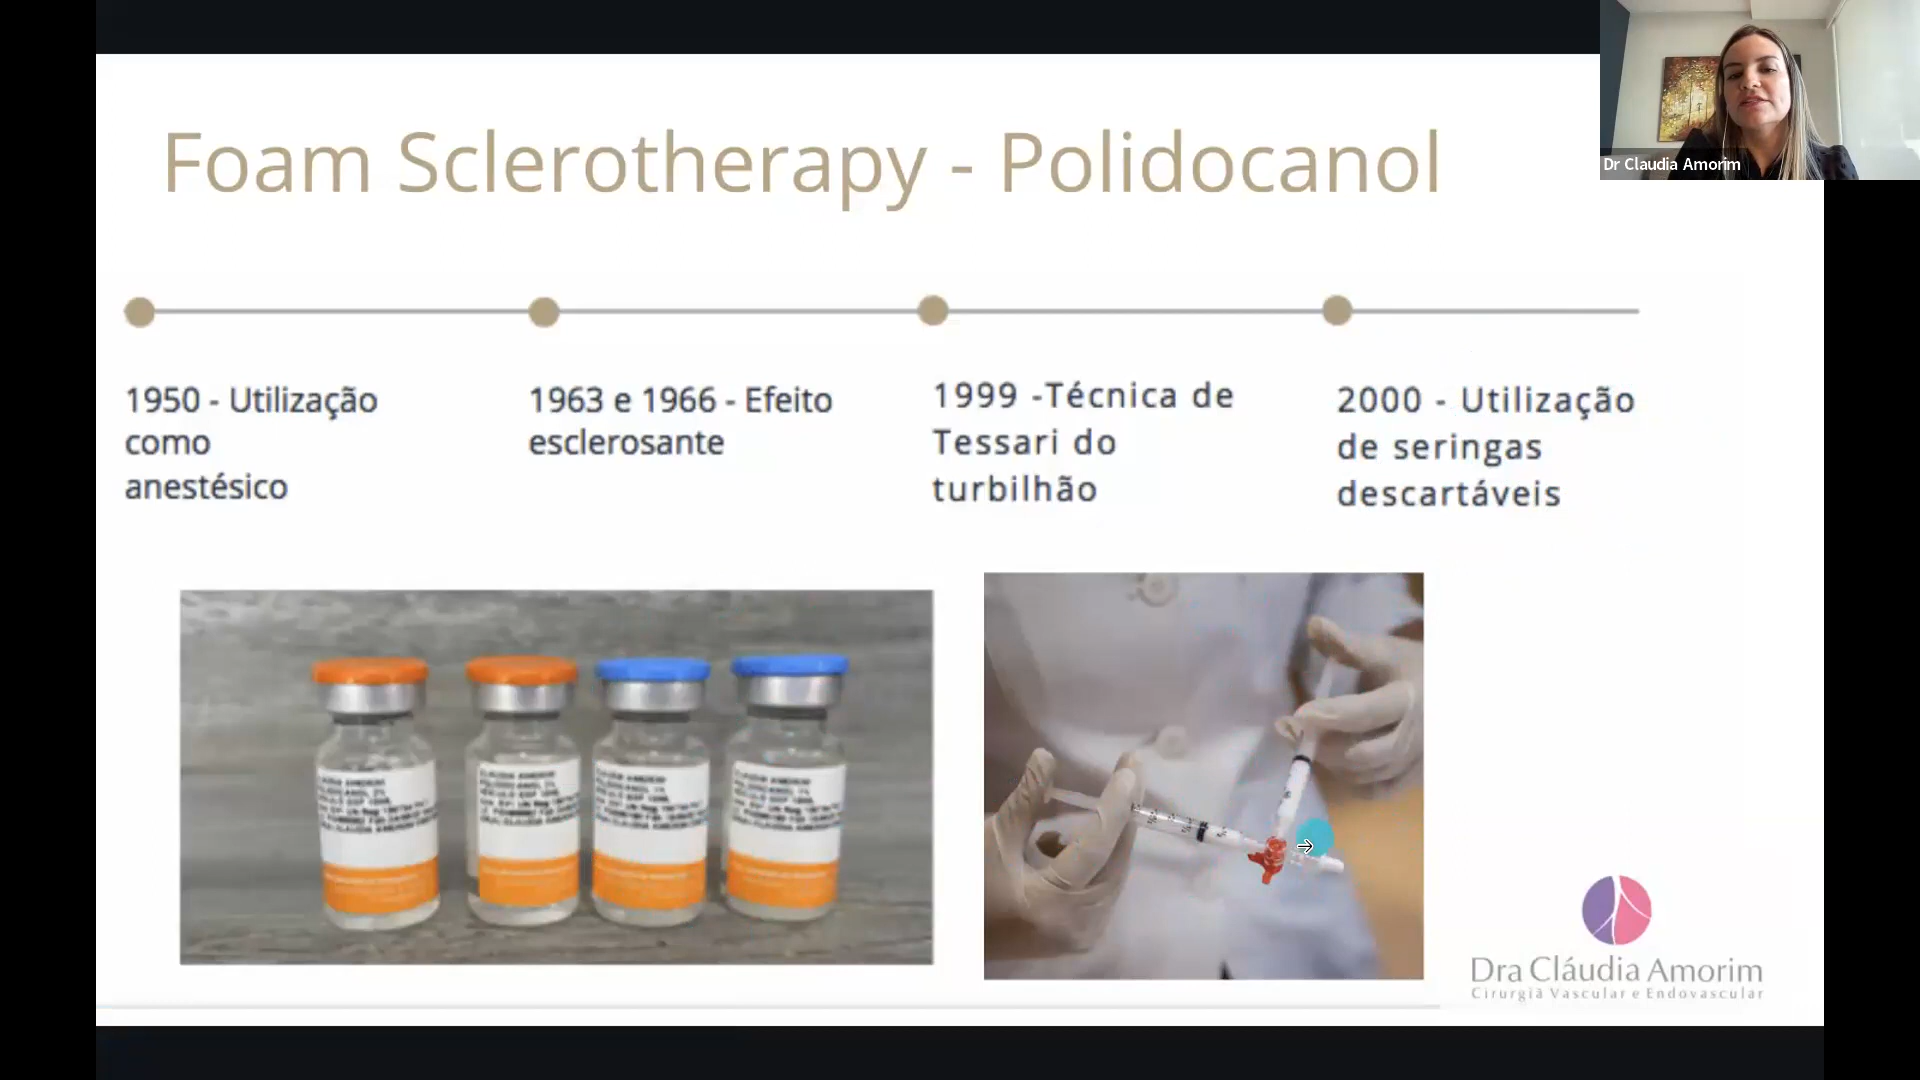 Foam Sclerotherapy - Polidocanol
Dr Claudia Amorim
1950 - Utilização
como
anestésico
1963 e 1966 - Efeito
esclerosante
1999 -Técnica de
Tessari do
turbilhão
2000 - Utilização
de seringas
descartáveis
Dra Cláudia Amorim
Cirurgiã Vascular e Endovascular